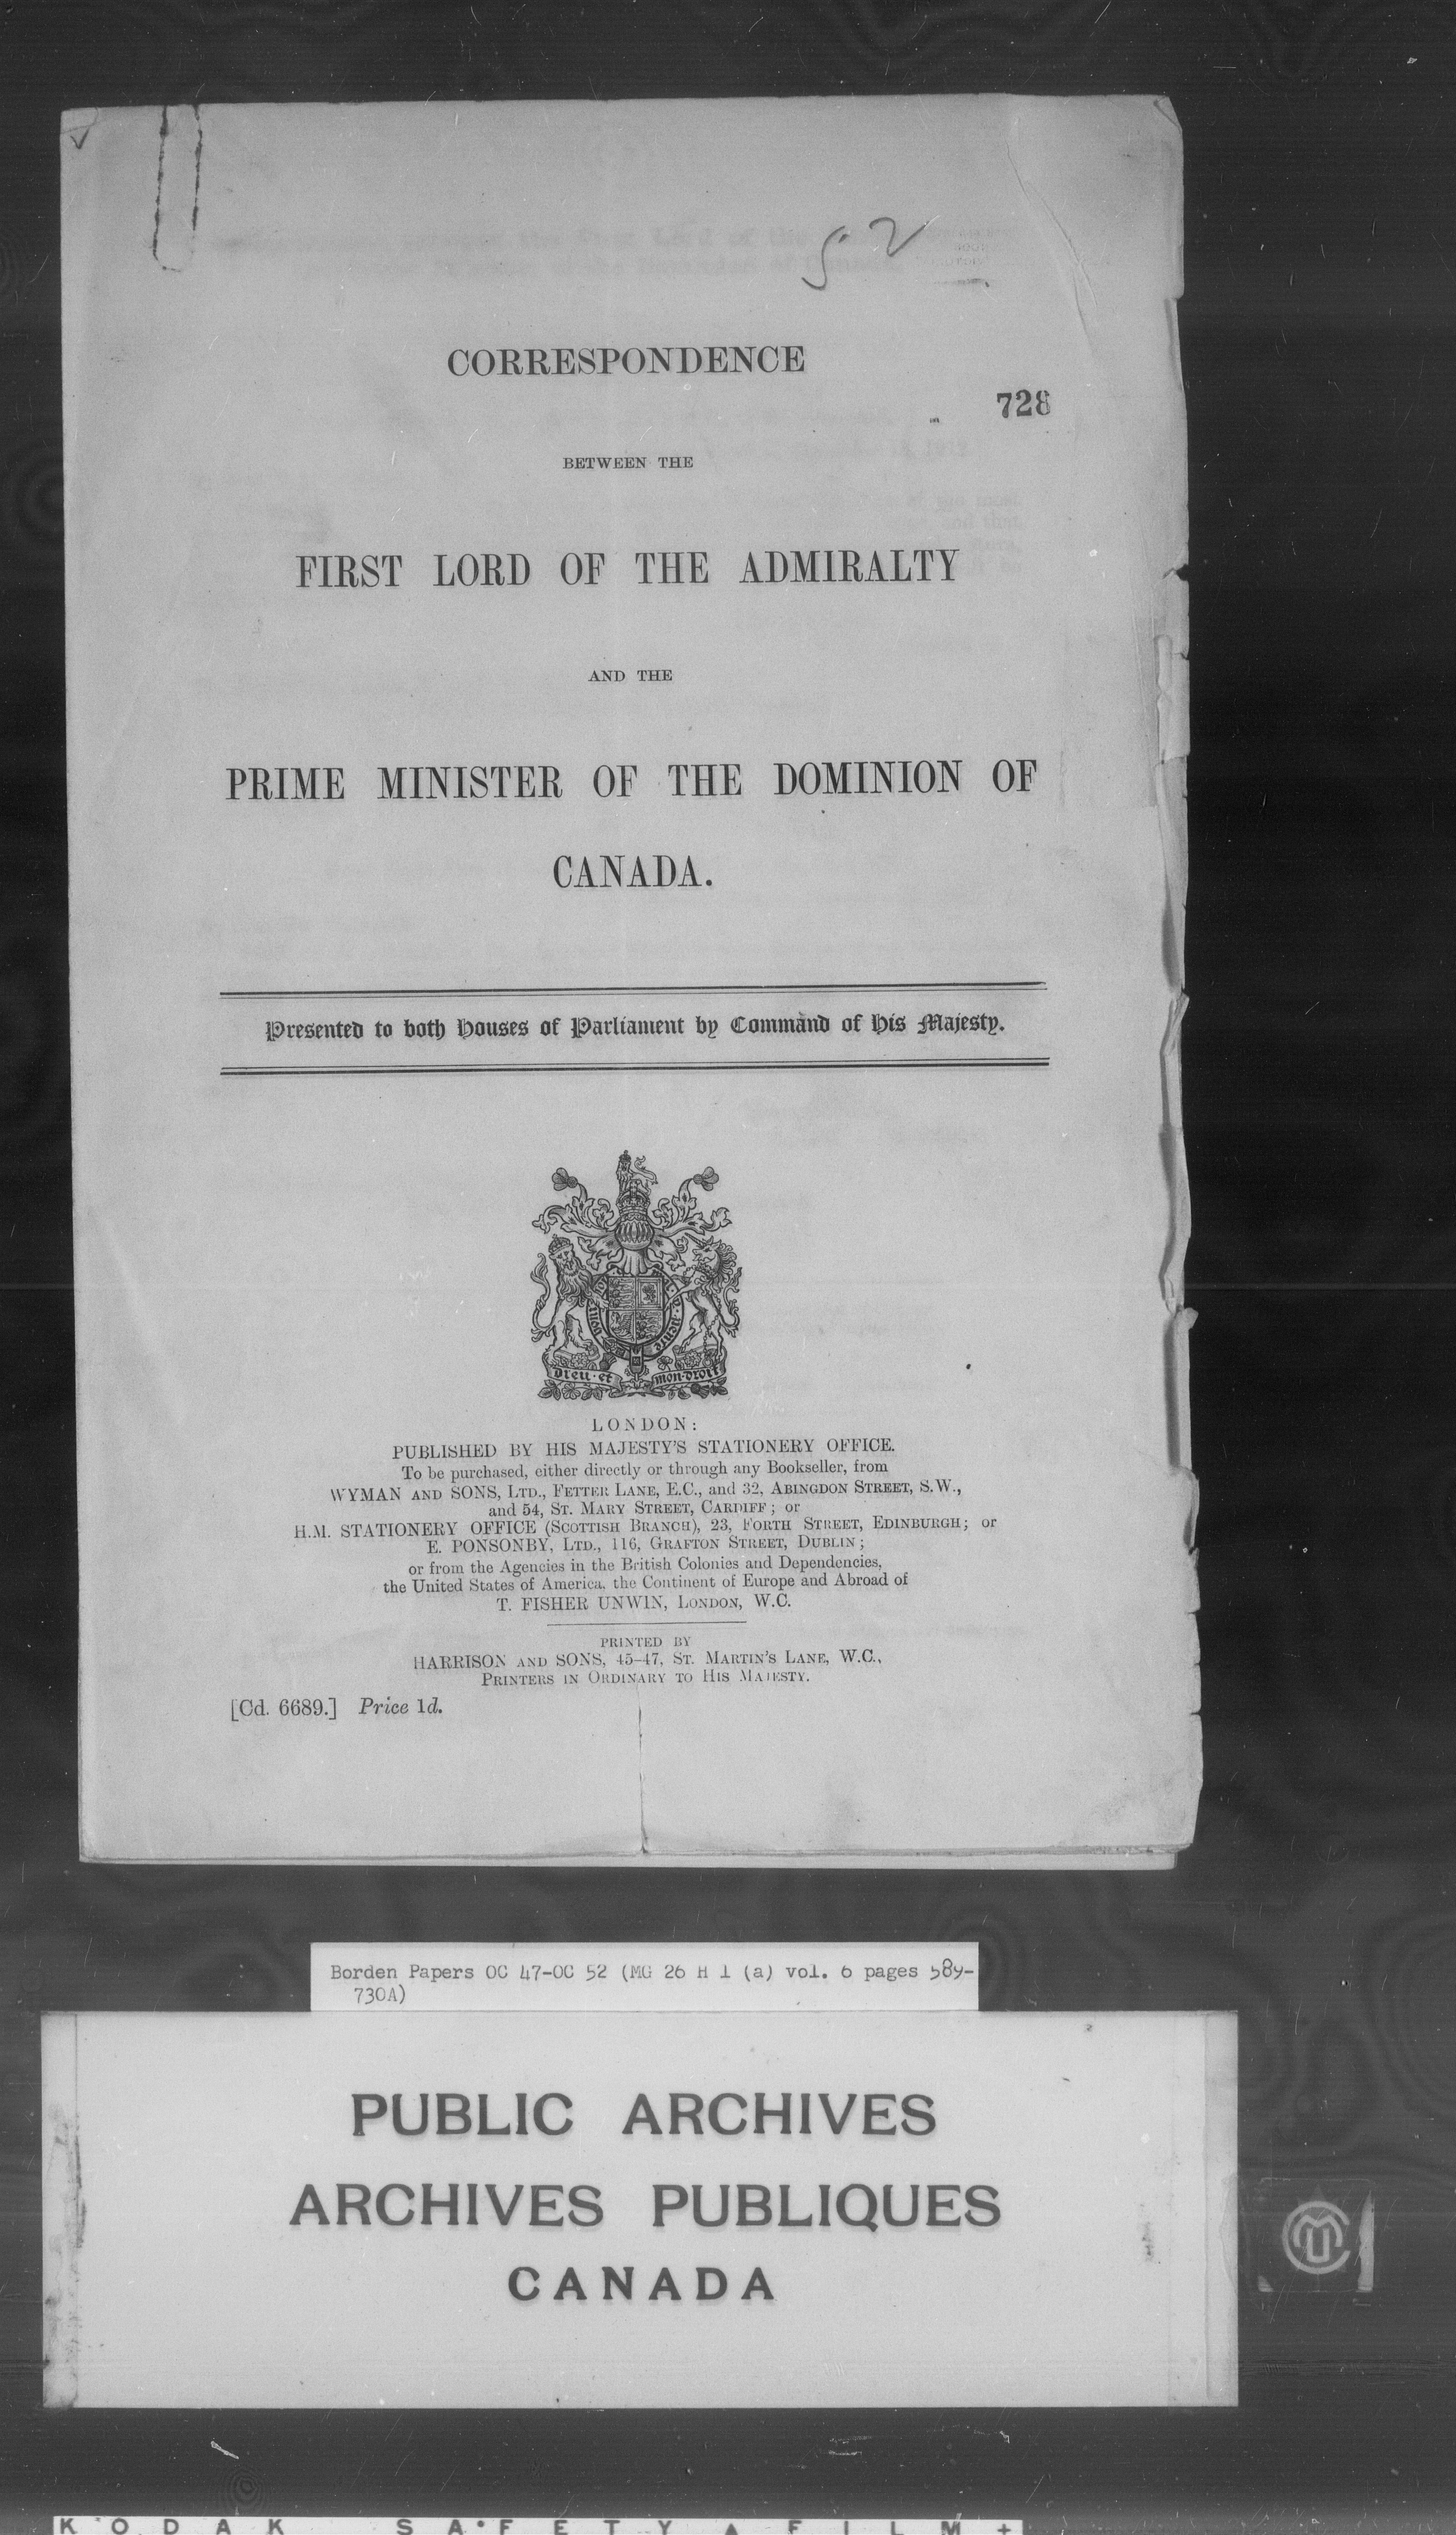 52
CORRESPONDENCE
728
BETWEEN THE
FIRST LORD OF THE ADMIRALTY
AND THE
PRIME MINISTER OF THE DOMINION OF
CANADA.
Presented to both Houses of Parliament by Command of His Majesty.
Dieu et mon droit
LONDON:
PUBLISHED BY HIS MAJESTY'S STATIONERY OFFICE.
To be purchased, either directly or through any Bookseller, from
WYMAN AND SONS, LTD., FETTER LANE, E.C., and 32, ABINGDON STREET, S.W.,
and 54, ST. MARY STREET, CARDIFF; or
H.M. STATIONERY OFFICE (SCOTTISH BRANCH), 23, FORTH STREET, EDINBURGH; or
E. PONSONBY, LTD., 116, GRAFTON STREET, DUBLIN;
or from the Agencies in the British Colonies and Dependencies,
the United States of America, the Continent of Europe and Abroad of
T. FISHER UNWIN, LONDON, W.C.
PRINTED BY
HARRISON AND SONS, 45-47, ST. MARTIN'S LANE, W.C.,
PRINTERS IN ORDINARY TO HIS MAJESTY.
[Cd. 6689.] Price 1d.
Borden Papers OC 47-OC 52 (MG 26 H 1 (a) vol. 6 pages 589-
730A)
PUBLIC ARCHIVES
ARCHIVES PUBLIQUES
CANADA
KODAK SAFETY FILM